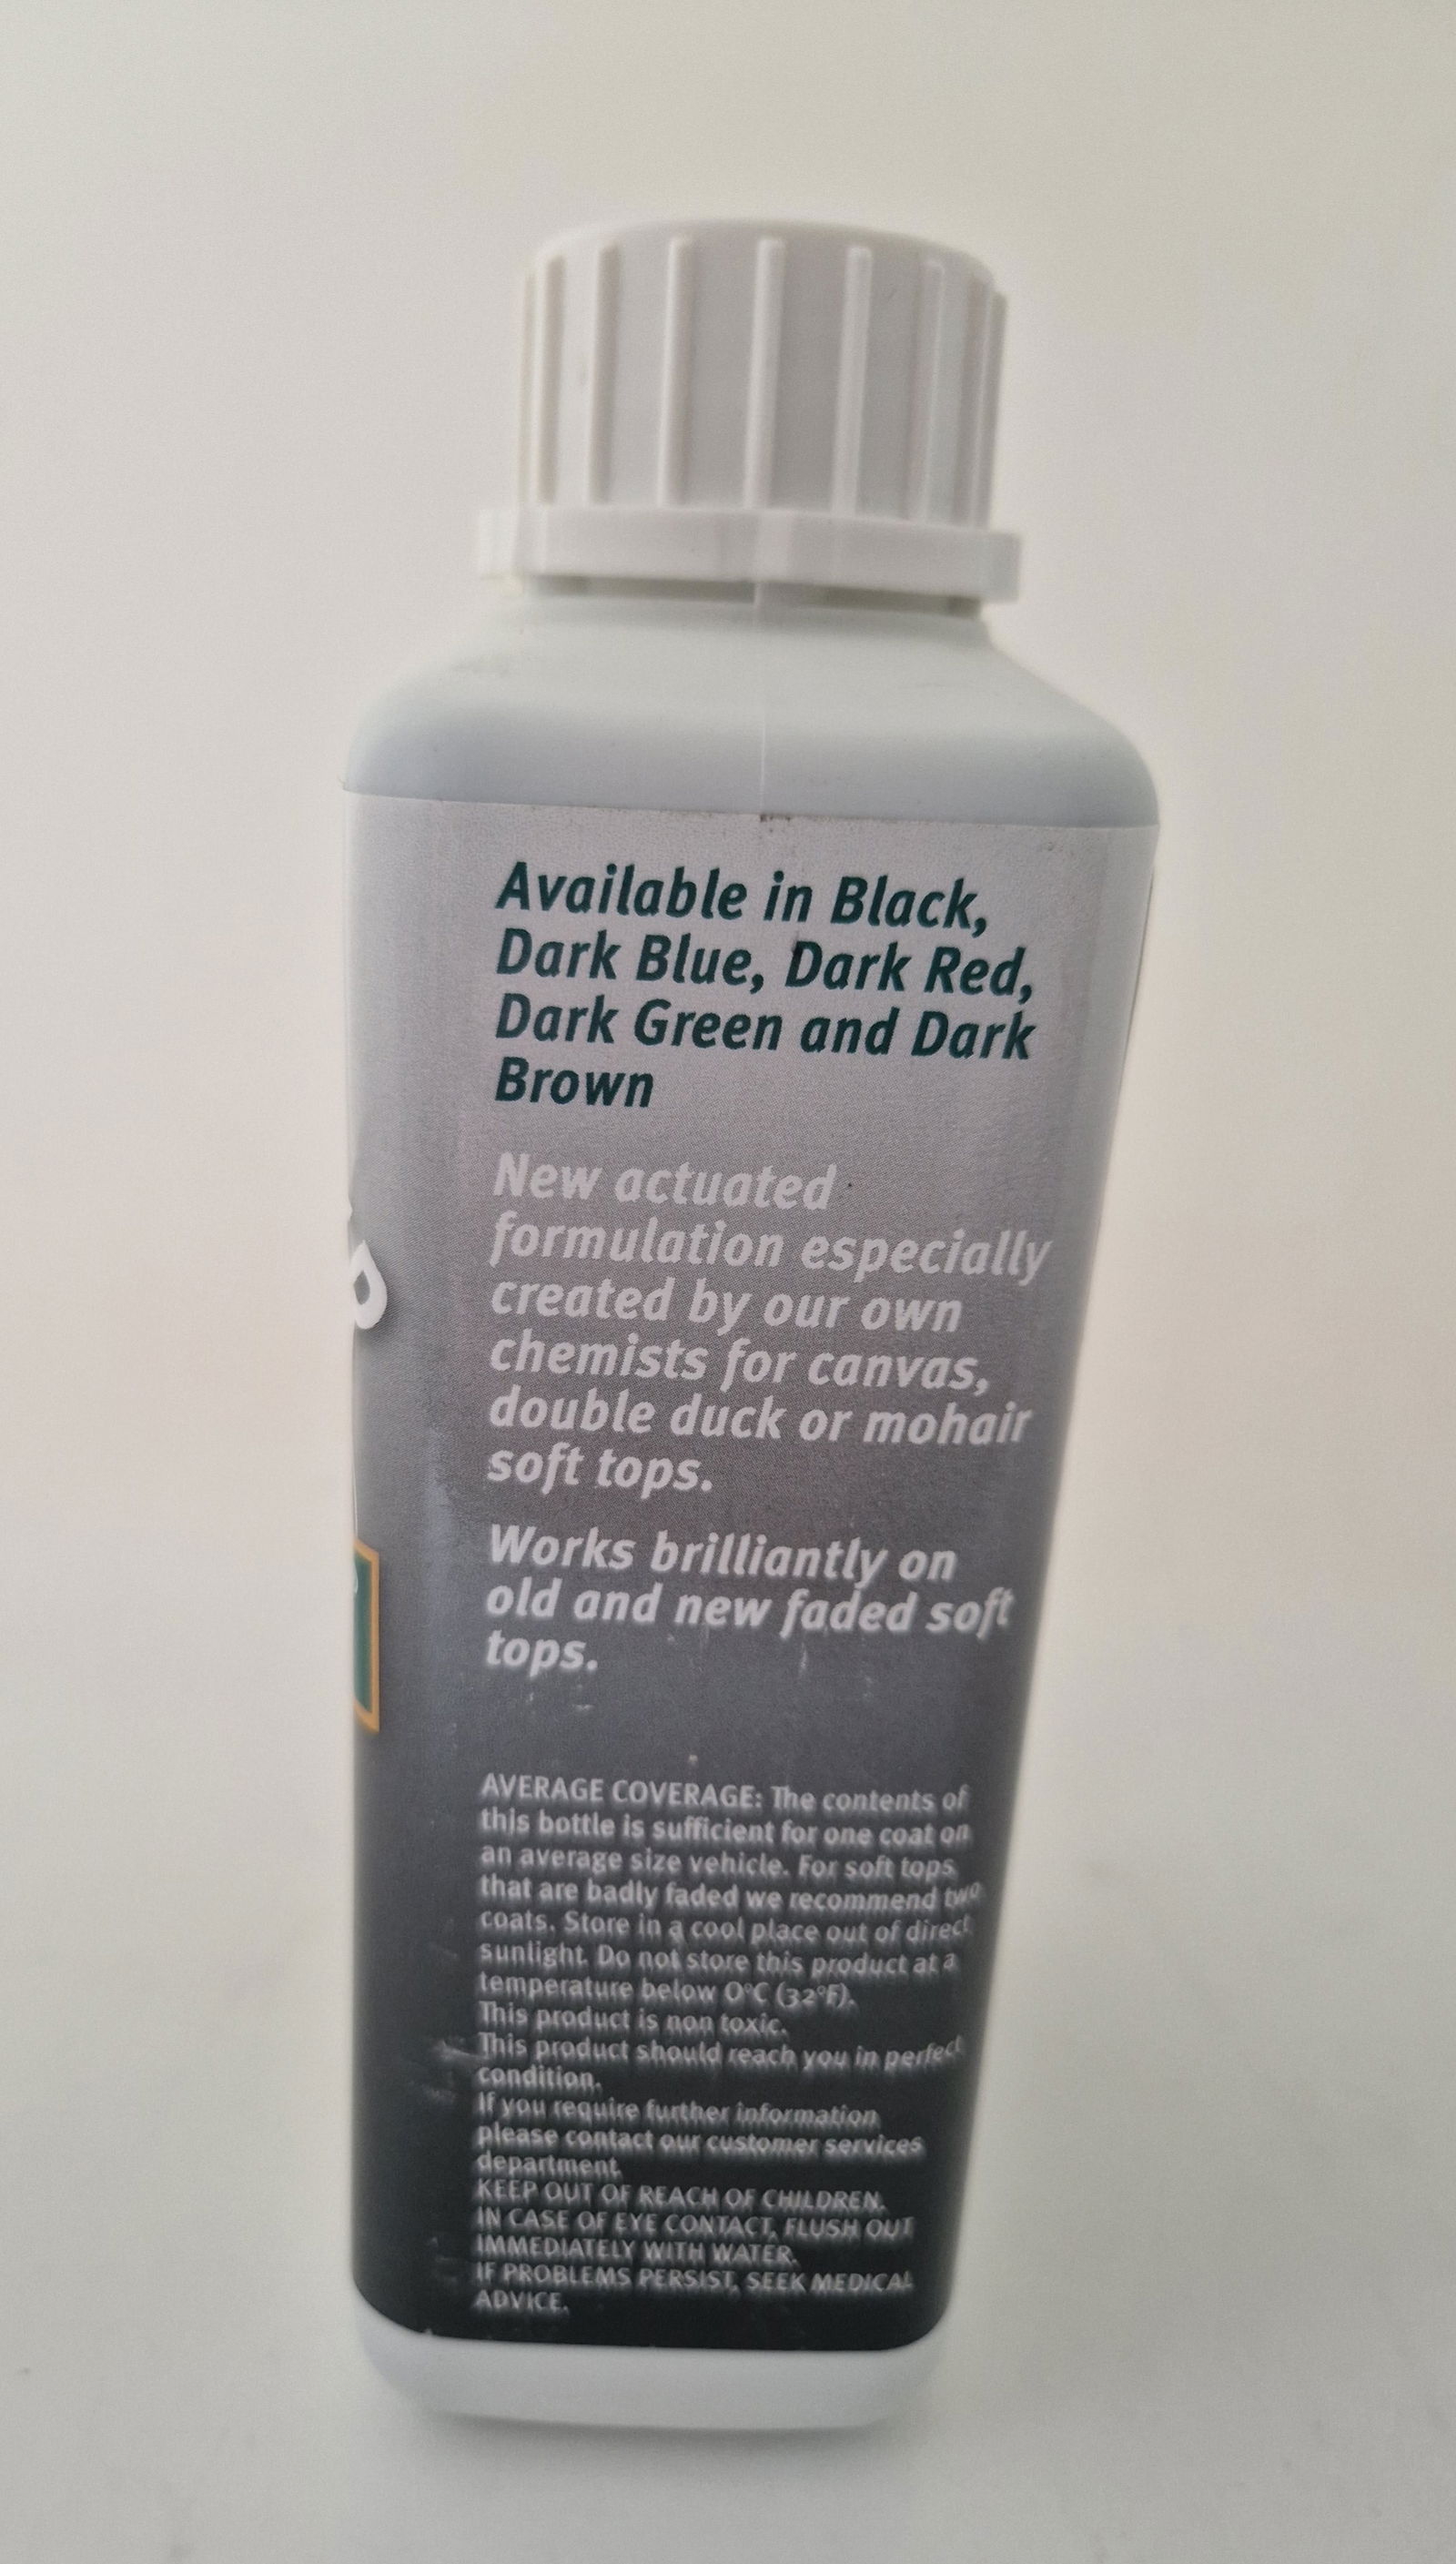 Available in Black,
Dark Blue, Dark Red,
Dark Green and Dark
Brown
New actuated
formulation especially
created by our own
chemists for canvas,
double duck or mohair
soft tops.
Works brilliantly on
old and new faded soft
tops.
AVERAGE COVERAGE: The contents of
this bottle is sufficient for one coat on
an average size vehicle. For soft tops
that are badly faded we recommend two
coats. Store in a cool place out of direct
sunlight. Do not store this product at a
temperature below 0°C (32°F).
This product is non toxic.
This product should reach you in perfect
condition.
If you require further information
please contact our customer services
department.
KEEP OUT OF REACH OF CHILDREN.
IN CASE OF EYE CONTACT, FLUSH OUT
IMMEDIATELY WITH WATER.
IF PROBLEMS PERSIST, SEEK MEDICAL
ADVICE.